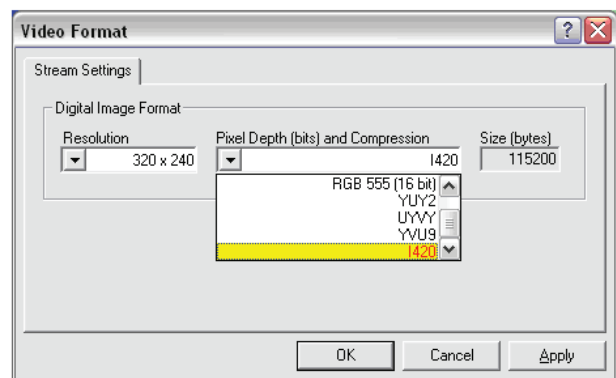 Video Format
Stream Settings
Digital Image Format
Resolution
320 x 240
Pixel Depth (bits) and Compression
I420
Size (bytes)
115200
RGB 555 (16 bit)
YUY2
UYVY
YVU9
I420
OK
Cancel
Apply